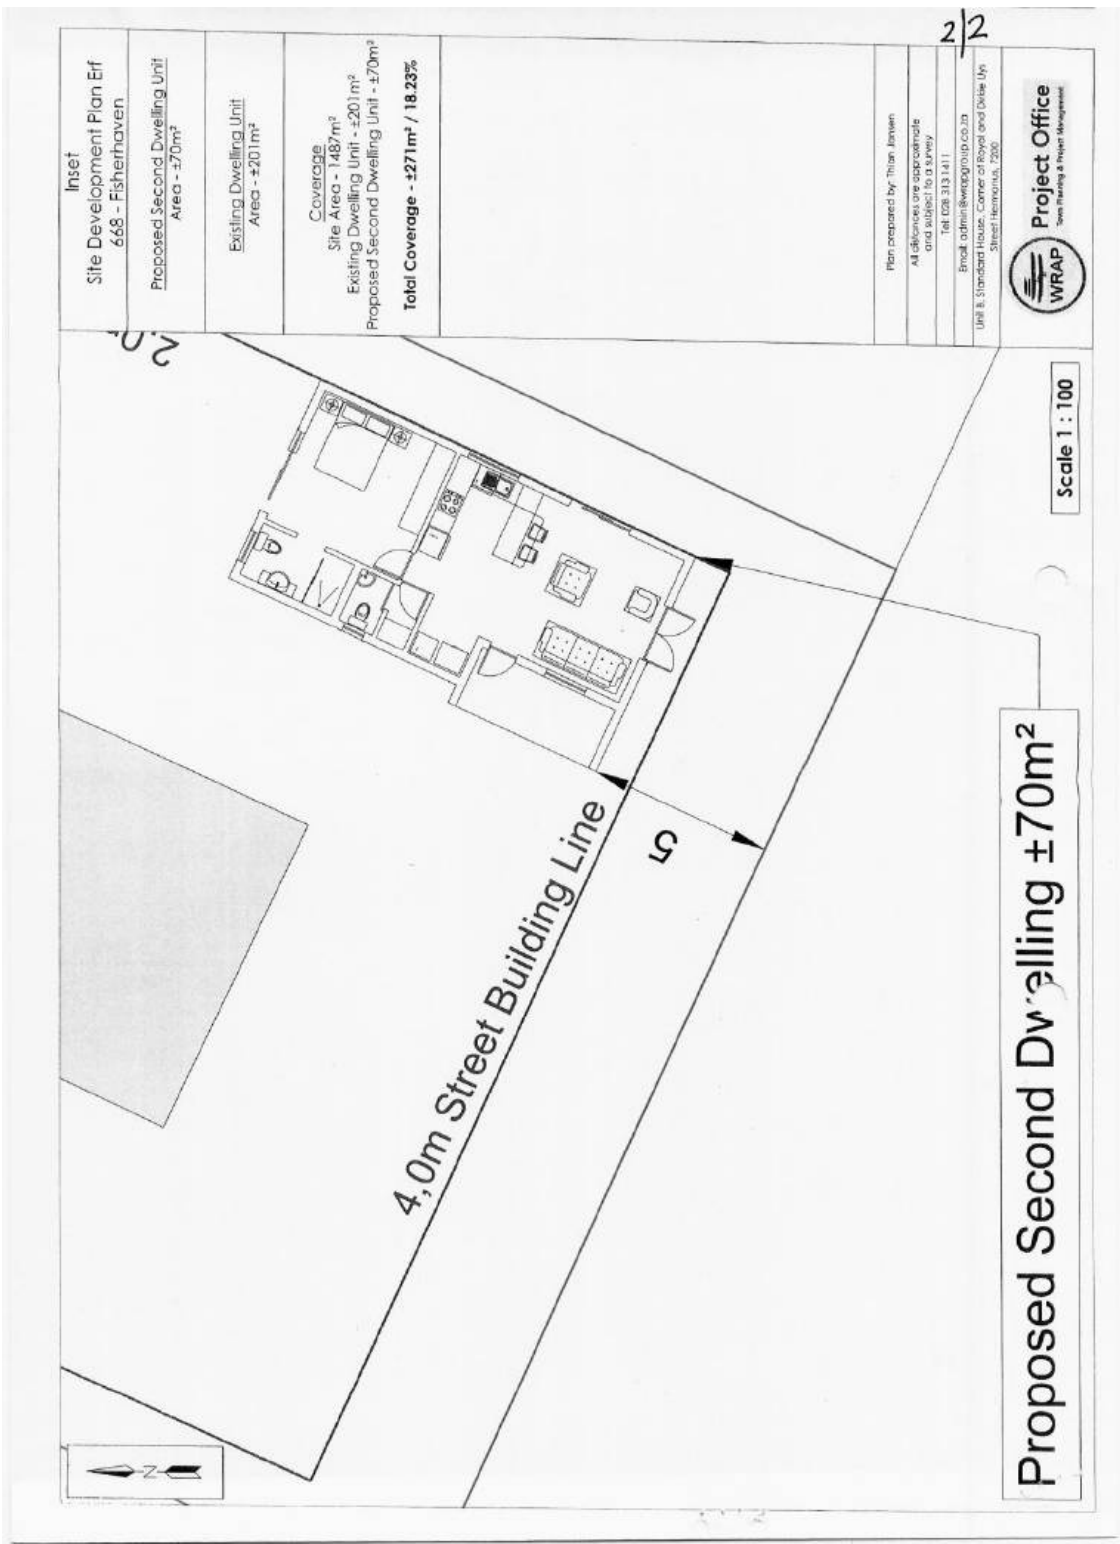 2/2
Inset
Site Development Plan Erf
668 - Fisherhaven
Proposed Second Dwelling Unit
Area - ±70m²
Existing Dwelling Unit
Area - ±201m²
Coverage
Site Area - 1487m²
Existing Dwelling Unit - ±201m²
Proposed Second Dwelling Unit - ±70m²
Total Coverage - ±271m² / 18.23%
Plan prepared by: Thian Jansen
All distances are approximate
and subject to a survey
Tel: 028 313 1411
Email: admin@wrapgroup.co.za
Unit B, Standard House, Corner of Royal and Dirkie Uys
Street Hermanus, 7200
WRAP
Project Office
Town Planning & Project Management
2.0
4,0m Street Building Line
5
N
Scale 1 : 100
Proposed Second Dwelling ±70m²